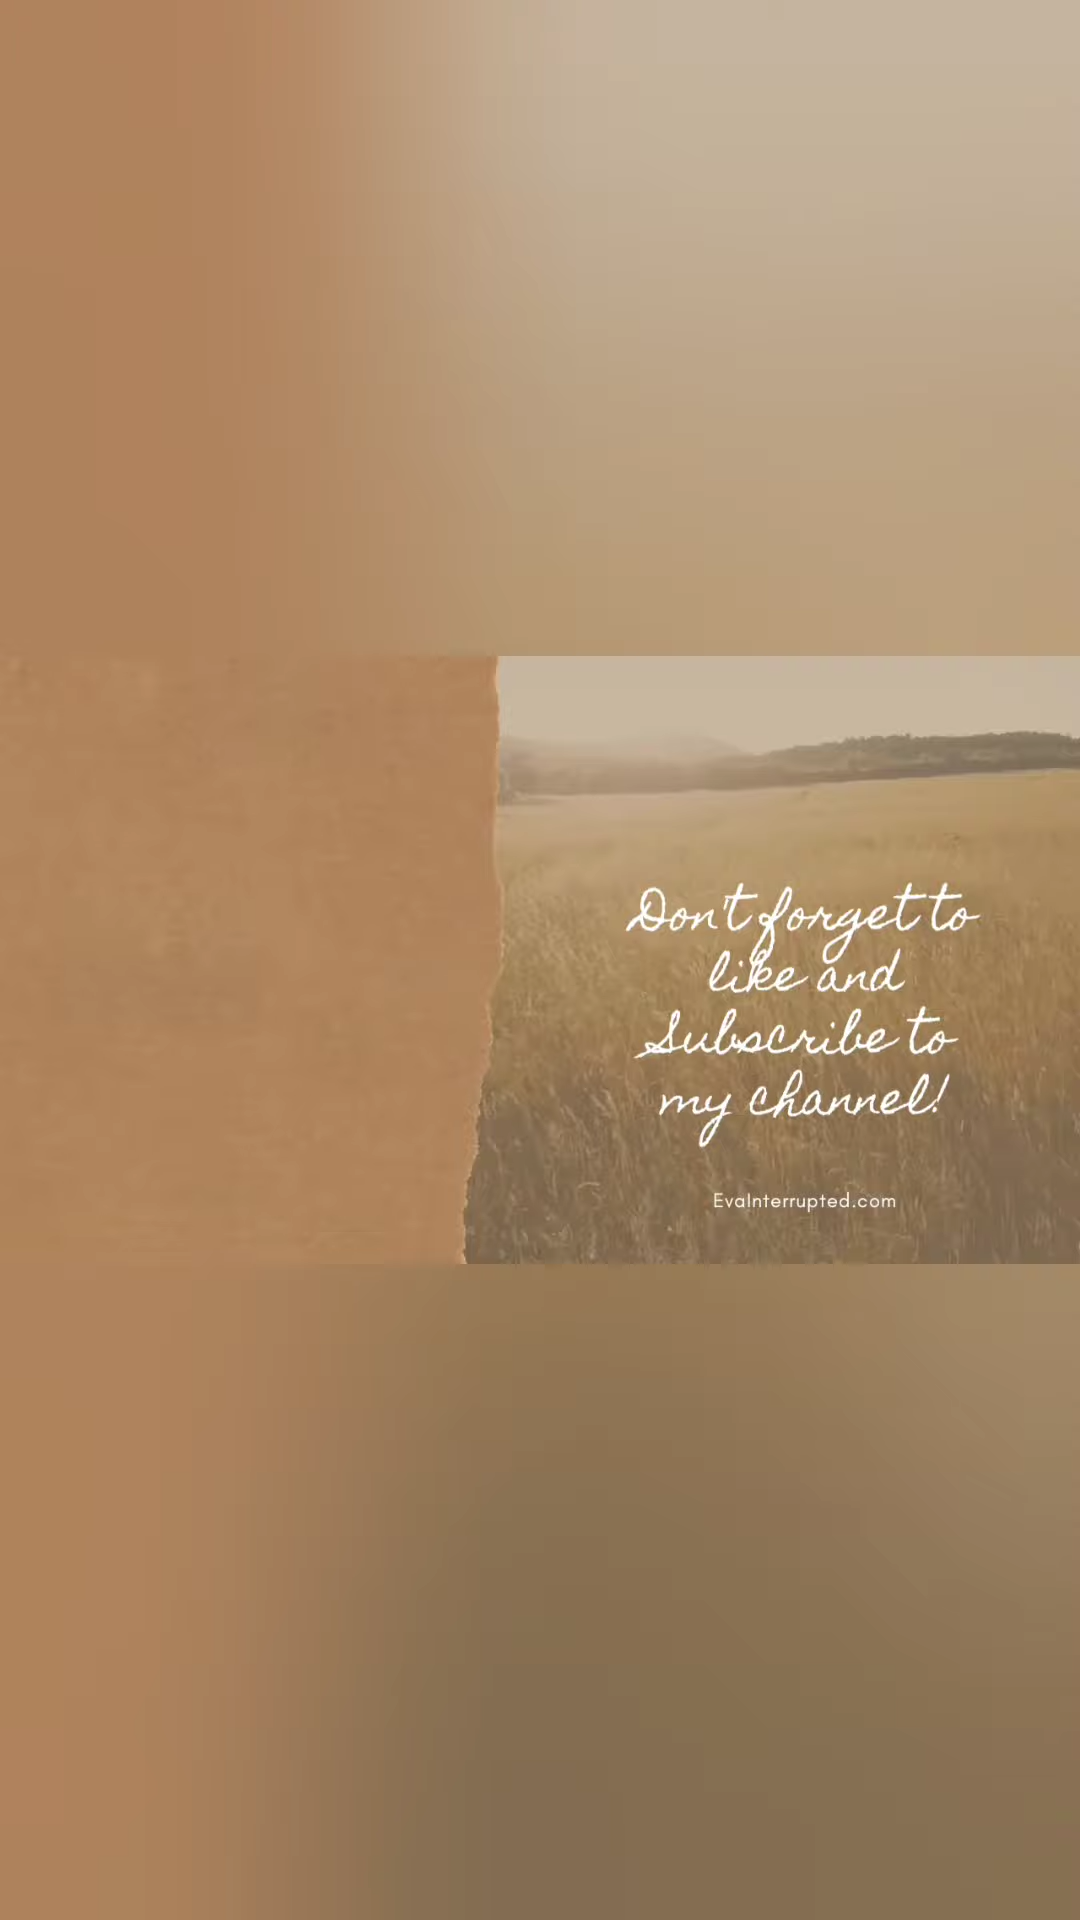 Don't forget to
like and
Subscribe to
my channel!
EvaInterrupted.com